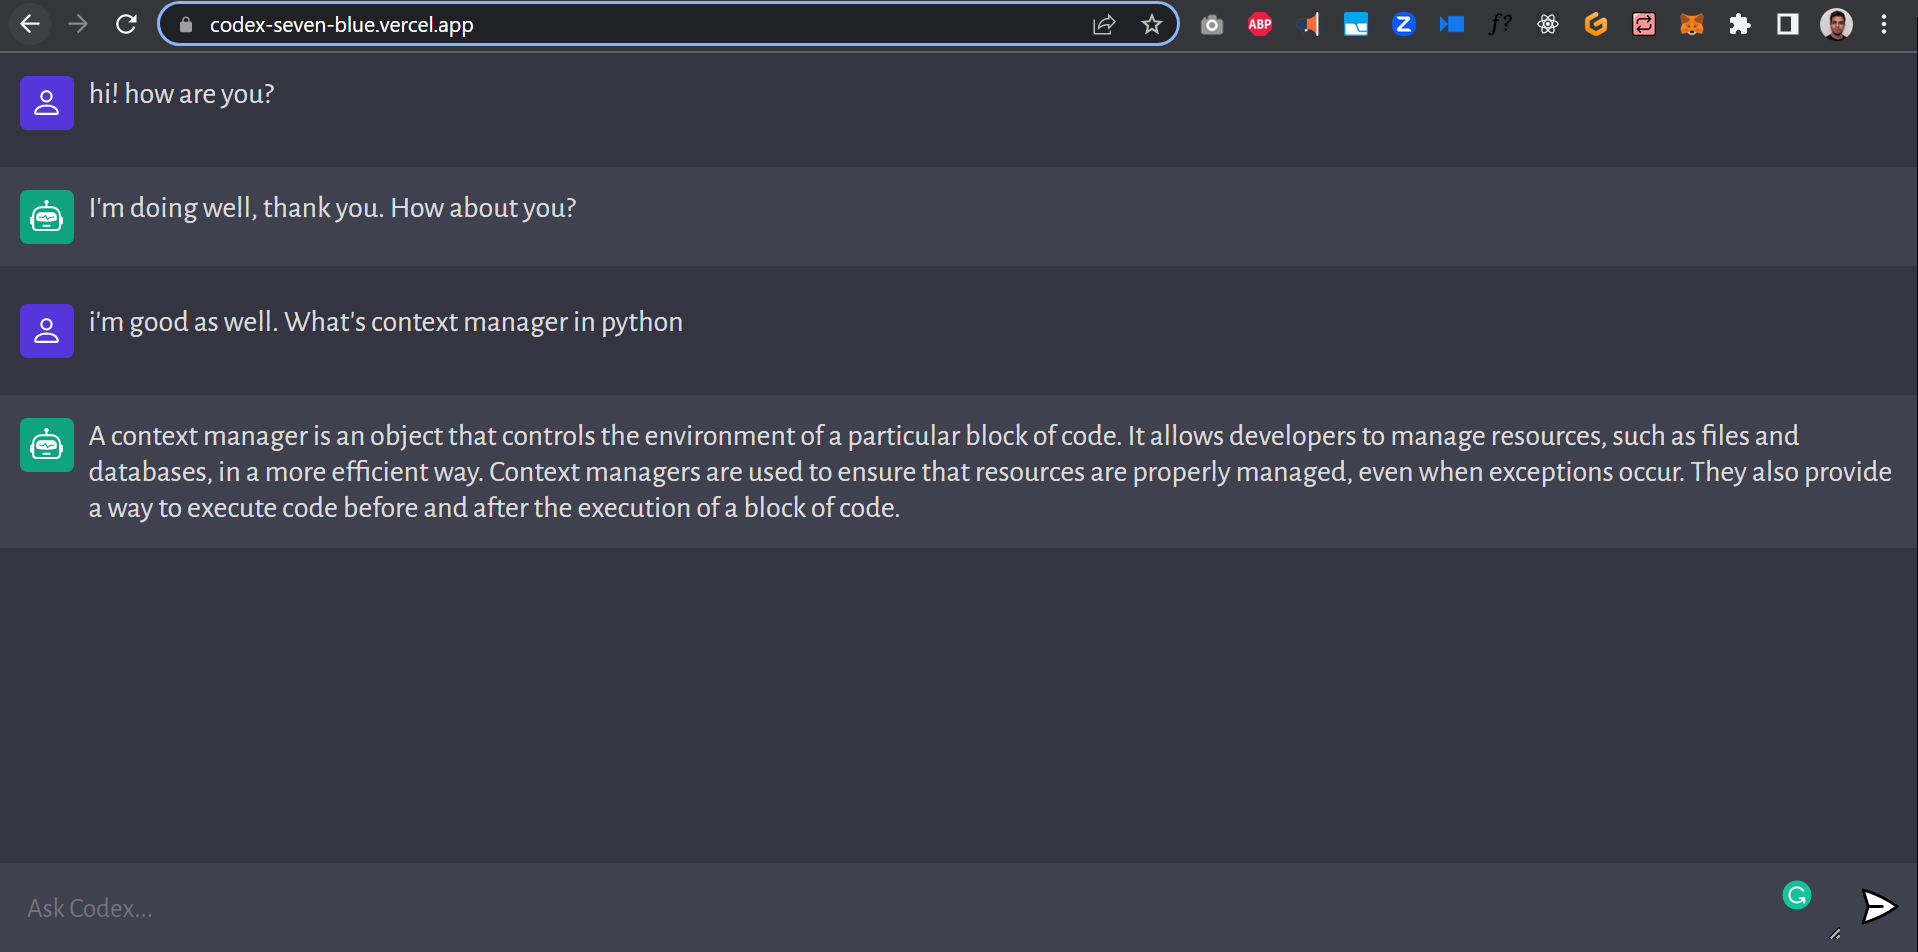 codex-seven-blue.vercel.app
ABP
Z
f?
hi! how are you?
I'm doing well, thank you. How about you?
i'm good as well. What's context manager in python
A context manager is an object that controls the environment of a particular block of code. It allows developers to manage resources, such as files and
databases, in a more efficient way. Context managers are used to ensure that resources are properly managed, even when exceptions occur. They also provide
a way to execute code before and after the execution of a block of code.
Ask Codex...